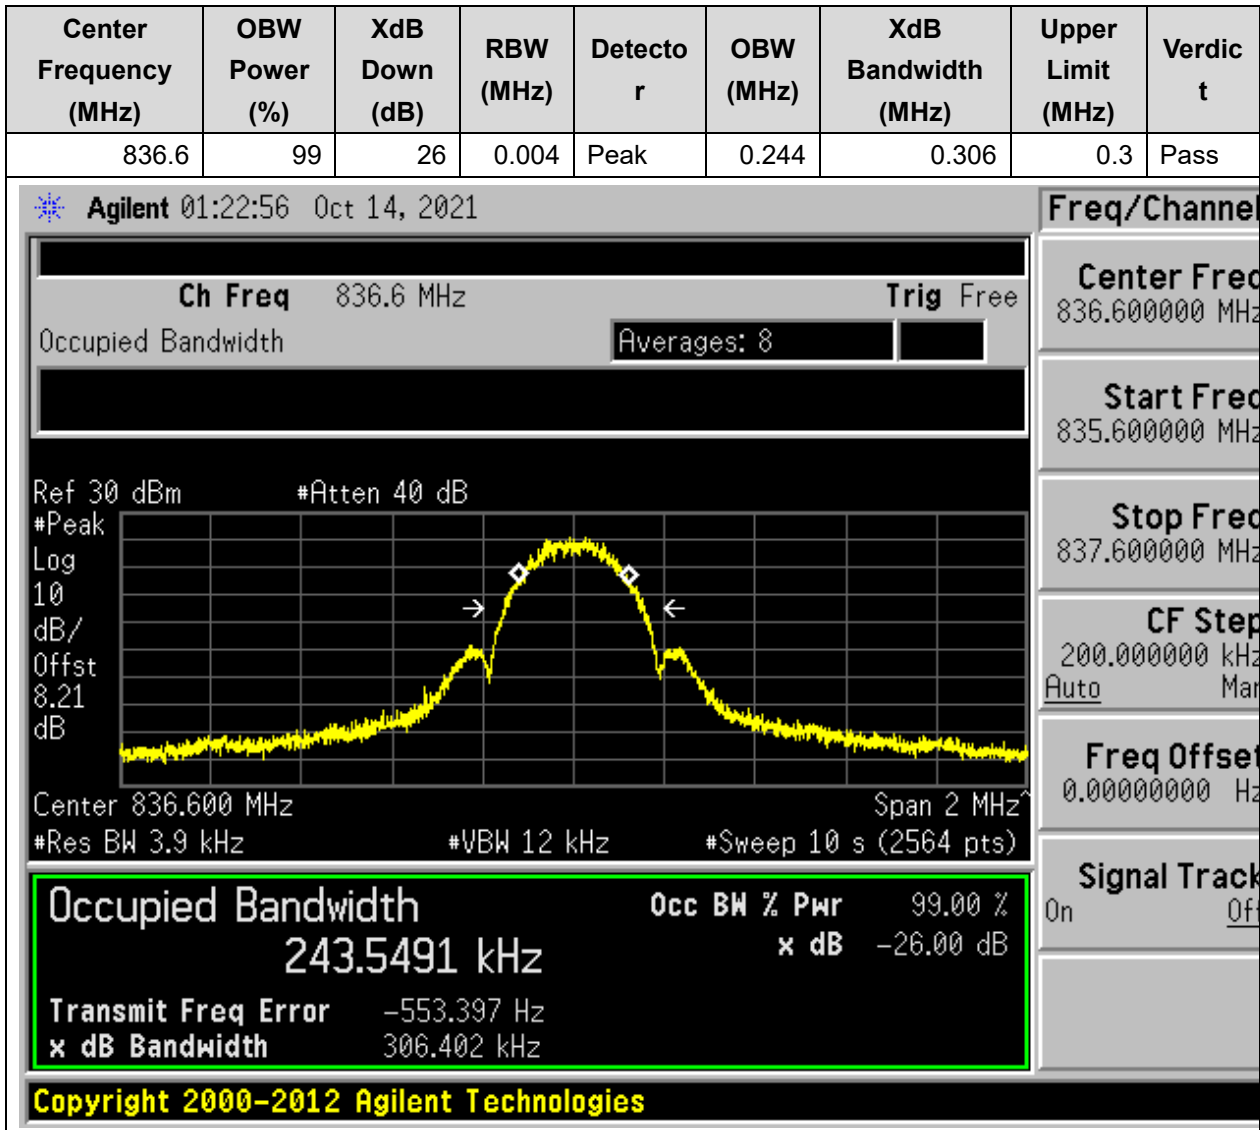 Center Frequency (MHz) OBW Power (%) XdB Down (dB) RBW (MHz) Detector OBW (MHz) XdB Bandwidth (MHz) Upper Limit (MHz) Verdict
836.6 99 26 0.004 Peak 0.244 0.306 0.3 Pass
Agilent 01:22:56 Oct 14, 2021 Freq/Channel
Ch Freq 836.6 MHz Trig Free
Occupied Bandwidth Averages: 8
Center Freq
836.600000 MHz
Start Freq
835.600000 MHz
Stop Freq
837.600000 MHz
CF Step
200.000000 kHz
Auto Man
Freq Offset
0.00000000 Hz
Signal Track
On Off
Ref 30 dBm #Atten 40 dB
#Peak
Log
10
dB/
Offst
8.21
dB
Center 836.600 MHz Span 2 MHz^
#Res BW 3.9 kHz #VBW 12 kHz #Sweep 10 s (2564 pts)
Occupied Bandwidth Occ BW % Pwr 99.00 %
243.5491 kHz x dB -26.00 dB
Transmit Freq Error -553.397 Hz
x dB Bandwidth 306.402 kHz
Copyright 2000-2012 Agilent Technologies